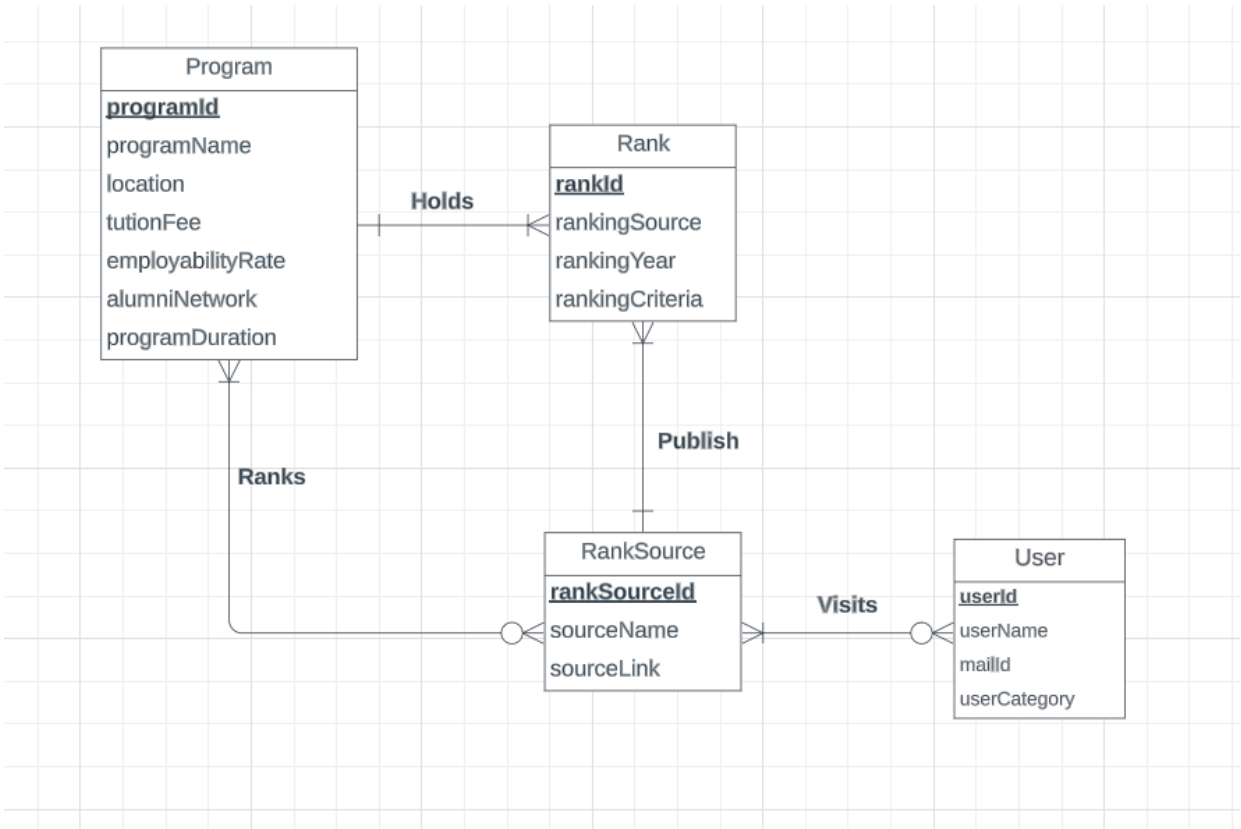 Program
programId
programName
location
tutionFee
employabilityRate
alumniNetwork
programDuration
Holds
Rank
rankId
rankingSource
rankingYear
rankingCriteria
Ranks
Publish
RankSource
rankSourceId
sourceName
sourceLink
Visits
User
userId
userName
mailId
userCategory